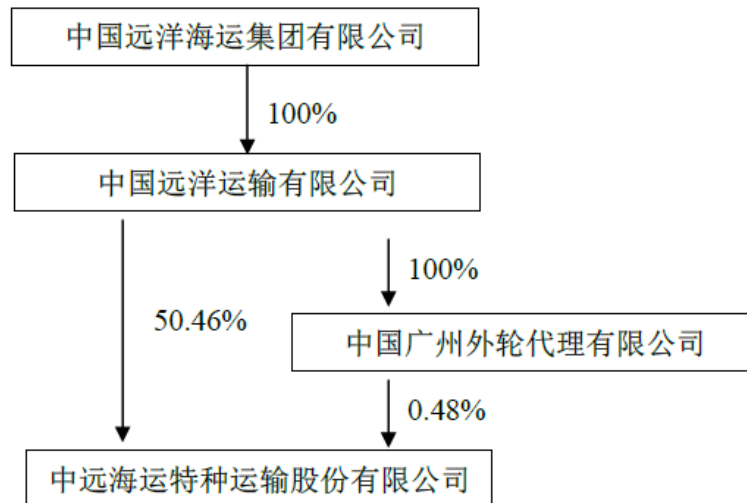 中国远洋海运集团有限公司
100%
中国远洋运输有限公司
100%
50.46%
中国广州外轮代理有限公司
0.48%
中远海运特种运输股份有限公司